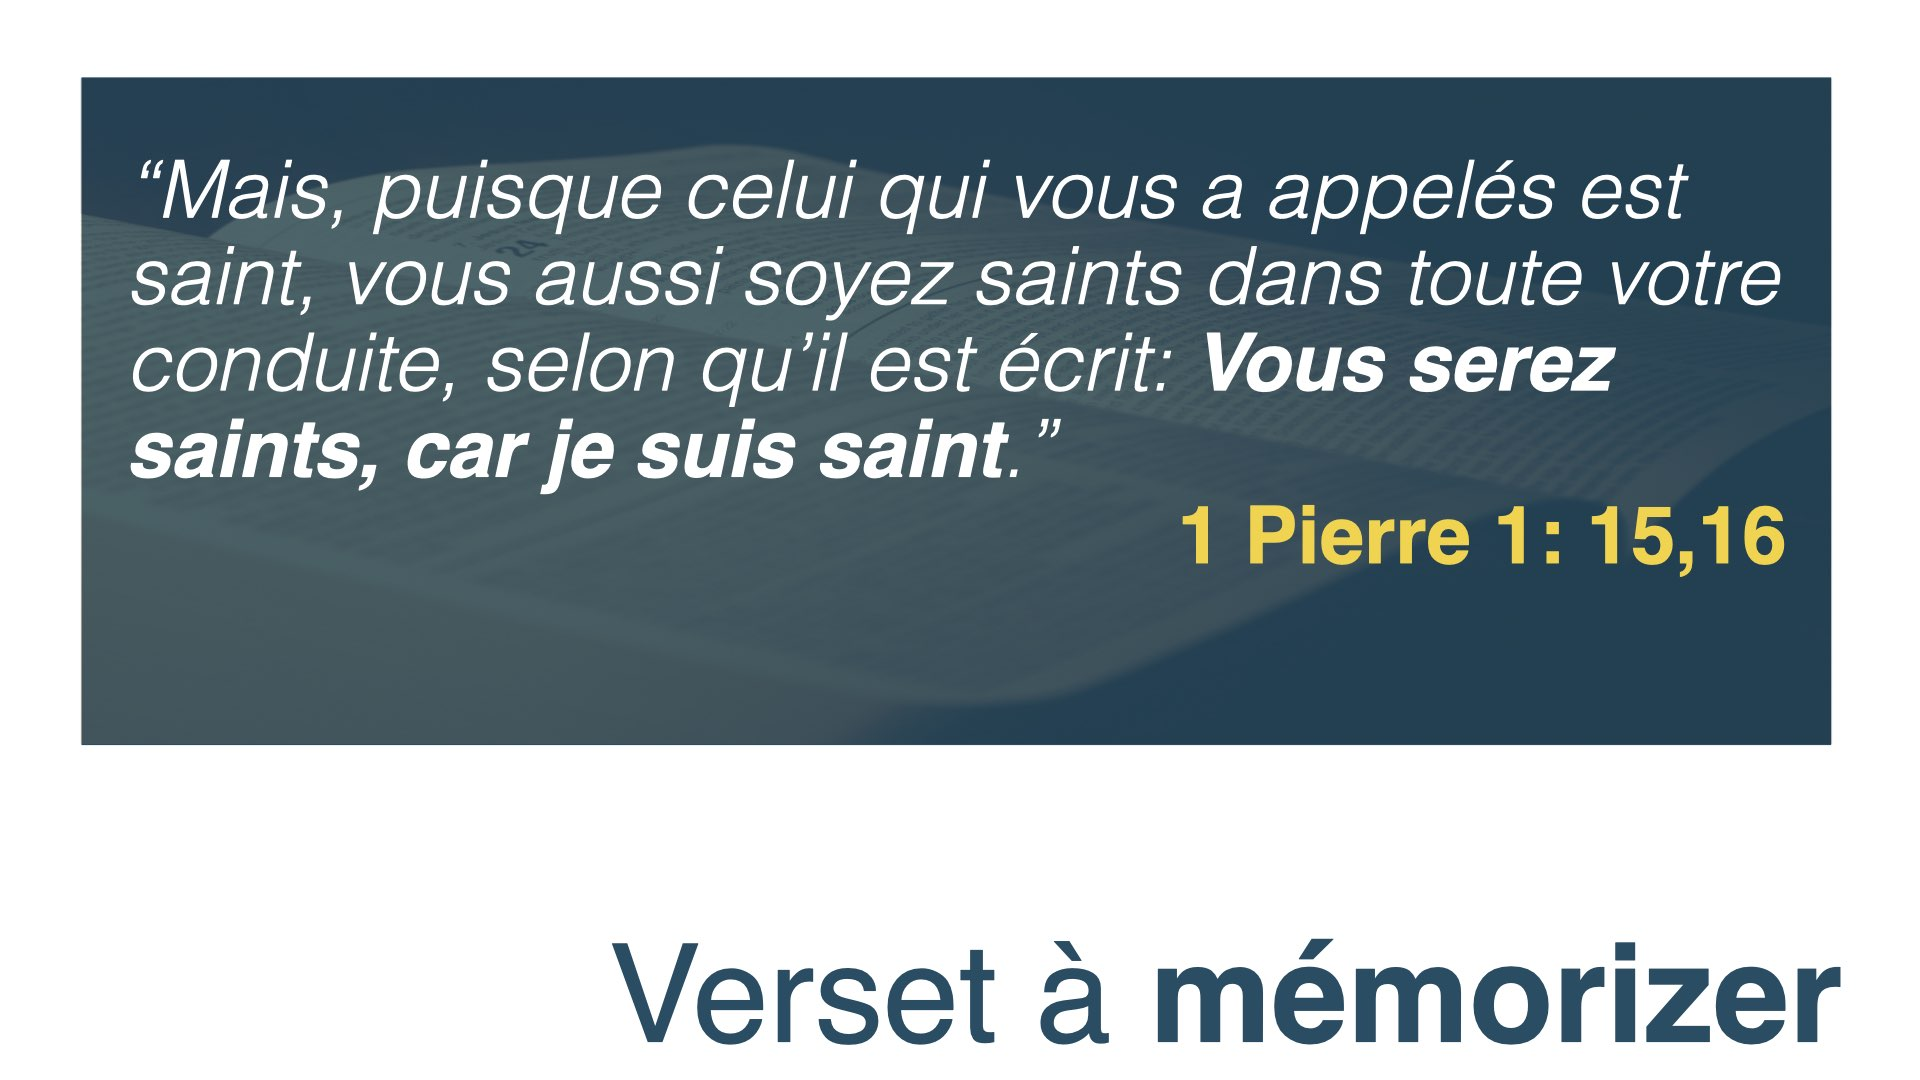 “Mais, puisque celui qui vous a appelés est
saint, vous aussi soyez saints dans toute votre
conduite, selon qu’il est écrit: Vous serez
saints, car je suis saint.”
1 Pierre 1: 15,16
24
Verset à mémorizer